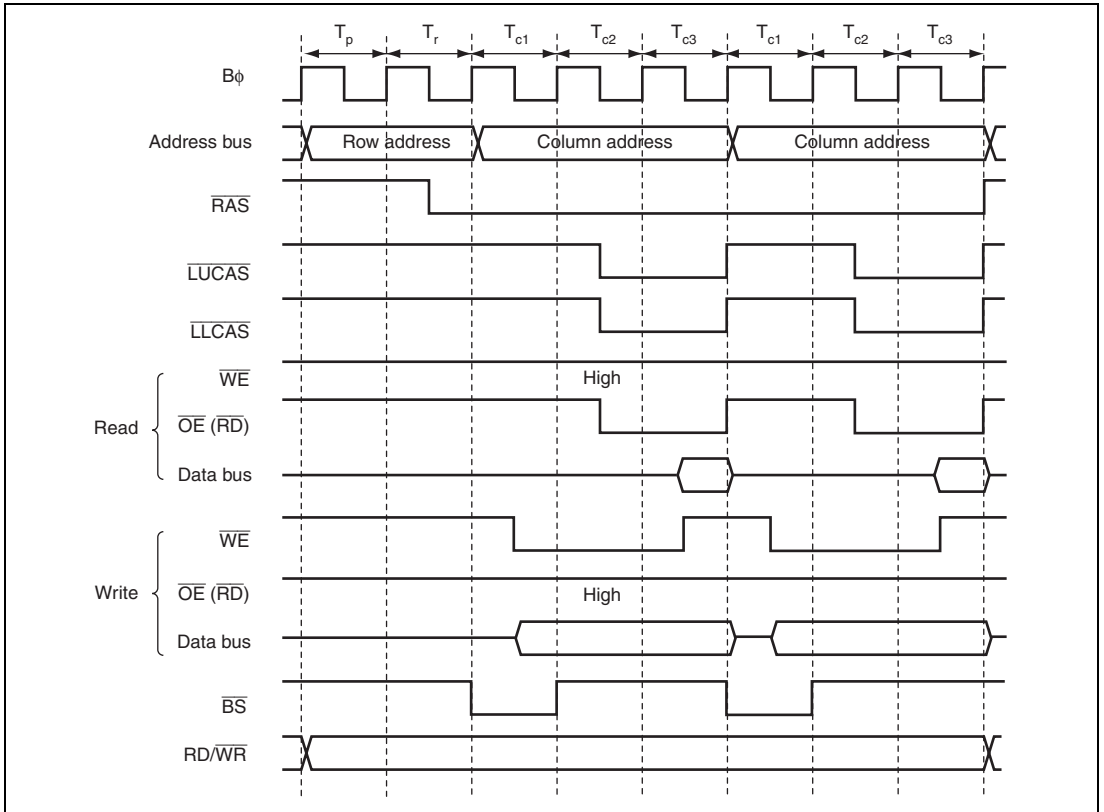 Tp Tr Tc1 Tc2 Tc3 Tc1 Tc2 Tc3
Bϕ
Address bus Row address Column address Column address
RAS
LUCAS
LLCAS
WE High
Read OE (RD)
Data bus
WE
Write OE (RD) High
Data bus
BS
RD/WR